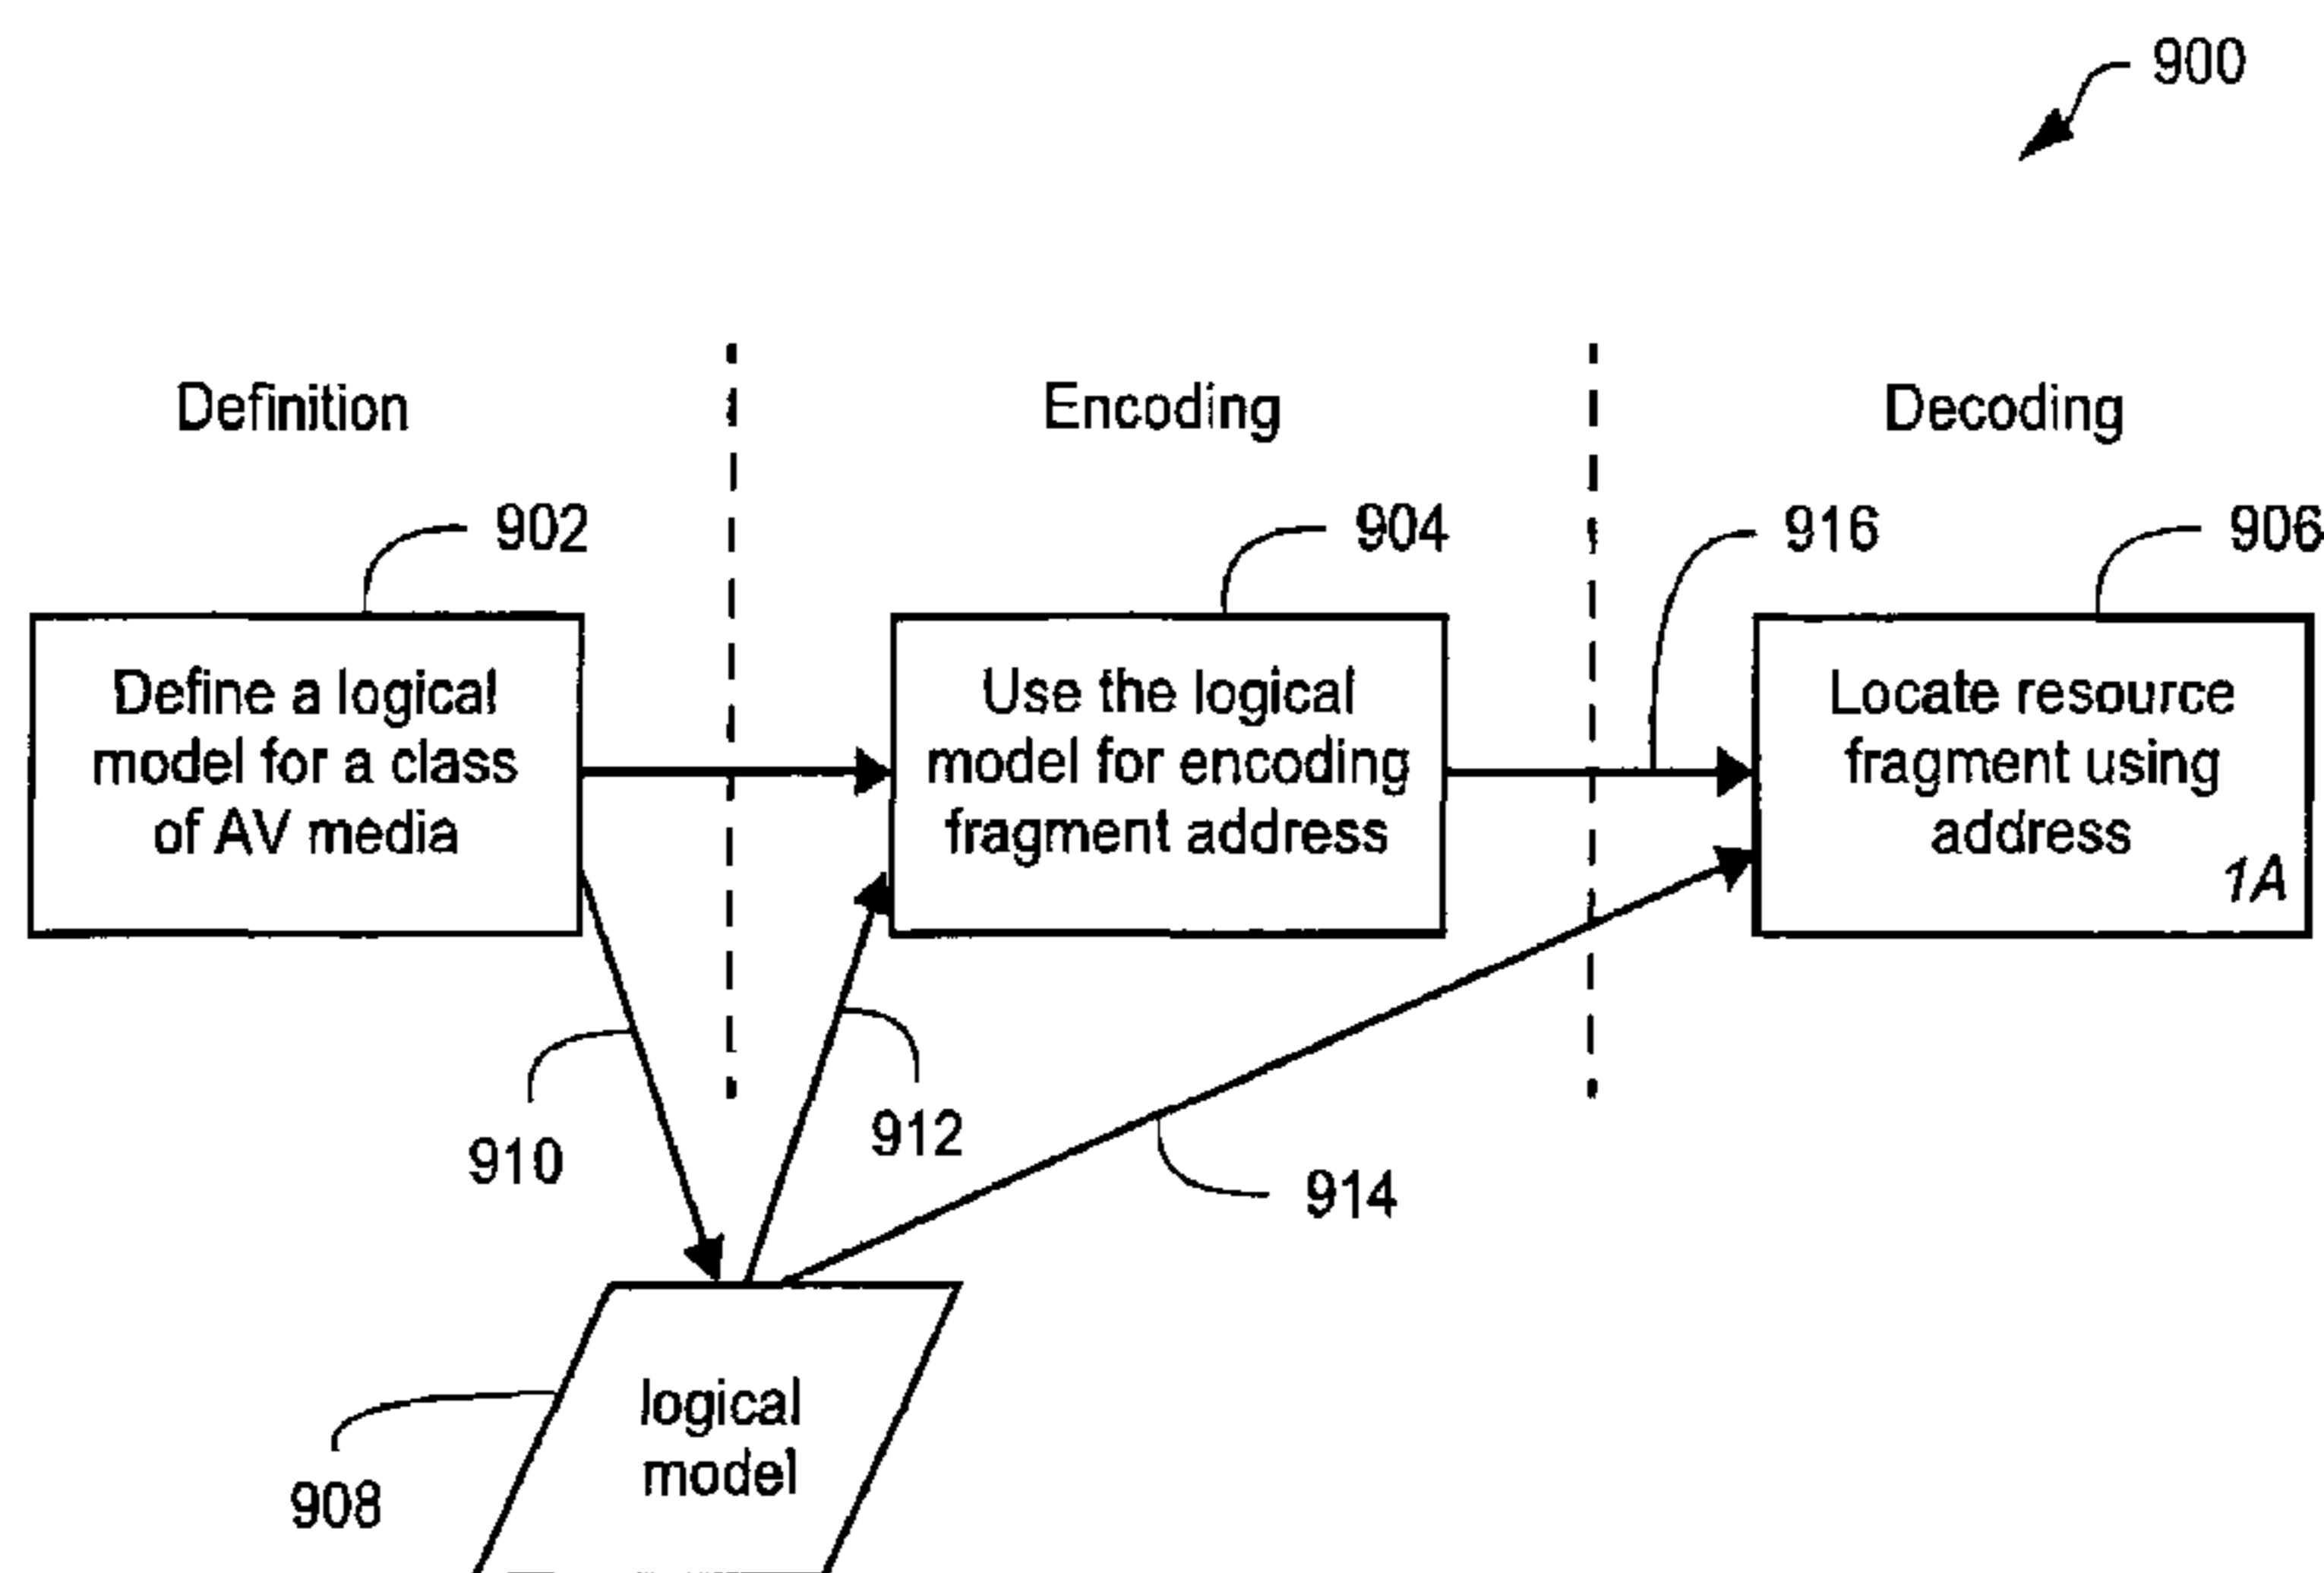 900
Definition
Encoding
Decoding
902
904
916
906
Define a logical
model for a class
of AV media
Use the logical
model for encoding
fragment address
Locate resource
fragment using
address
1A
910
912
914
logical
model
908